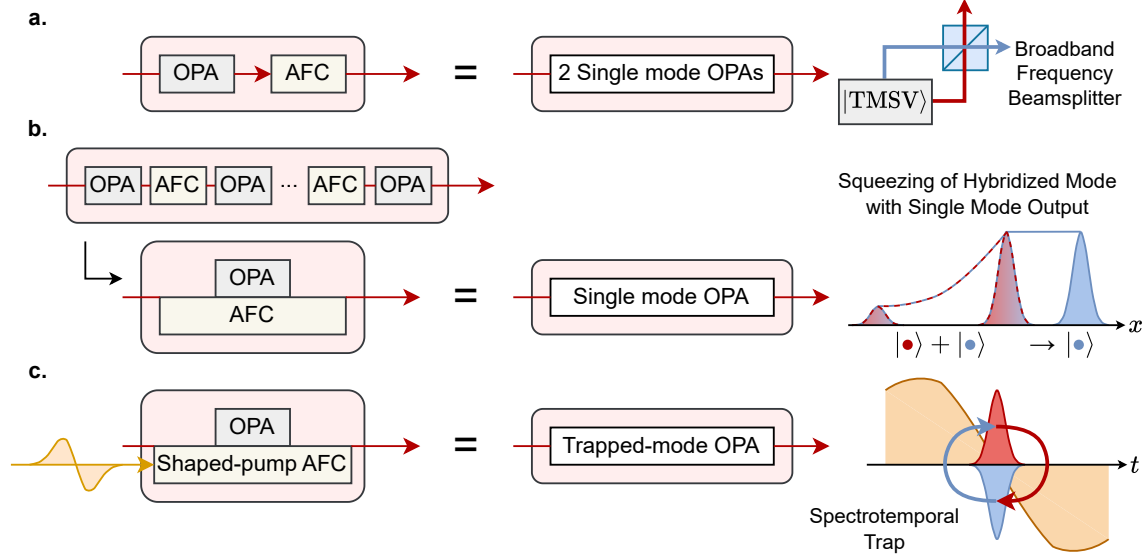 a.
OPA
AFC
=
2 Single mode OPAs
|TMSV⟩
Broadband
Frequency
Beamsplitter
b.
OPA
AFC
OPA
...
AFC
OPA
OPA
AFC
=
Single mode OPA
Squeezing of Hybridized Mode
with Single Mode Output
x
|●⟩ + |●⟩ → |●⟩
c.
OPA
Shaped-pump AFC
=
Trapped-mode OPA
t
Spectrotemporal
Trap